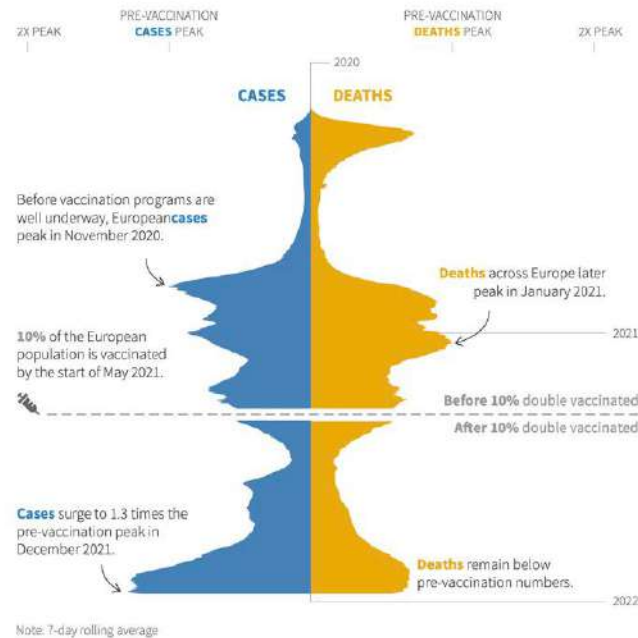 PRE-VACCINATION
PRE-VACCINATION
2X PEAK
CASES PEAK
DEATHS PEAK
2X PEAK
2020
CASES
DEATHS
Before vaccination programs are
well underway, Europeancases
peak in November 2020.
Deaths across Europe later
peak in January 2021.
2021
10% of the European
population is vaccinated
by the start of May 2021.
Before 10% double vaccinated
After 10% double vaccinated
Cases surge to 1.3 times the
pre-vaccination peak in
December 2021.
Deaths remain below
pre-vaccination numbers.
2022
Note: 7-day rolling average